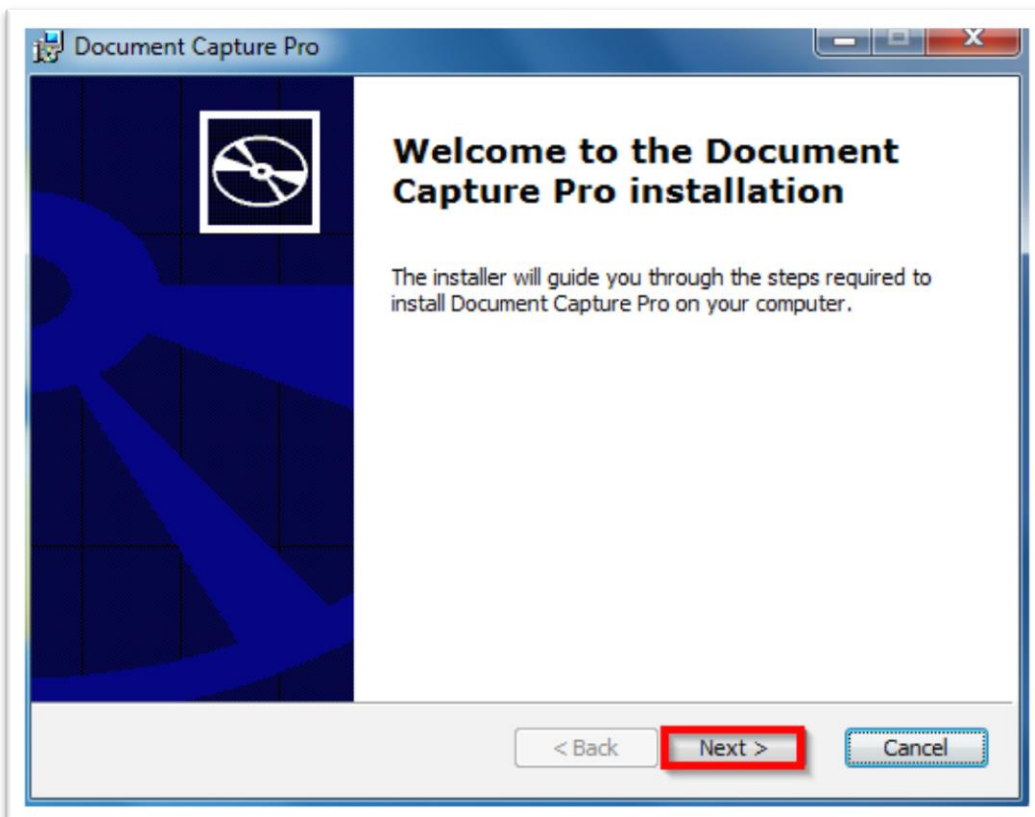 Document Capture Pro
Welcome to the Document
Capture Pro installation
The installer will guide you through the steps required to
install Document Capture Pro on your computer.
< Back Next > Cancel